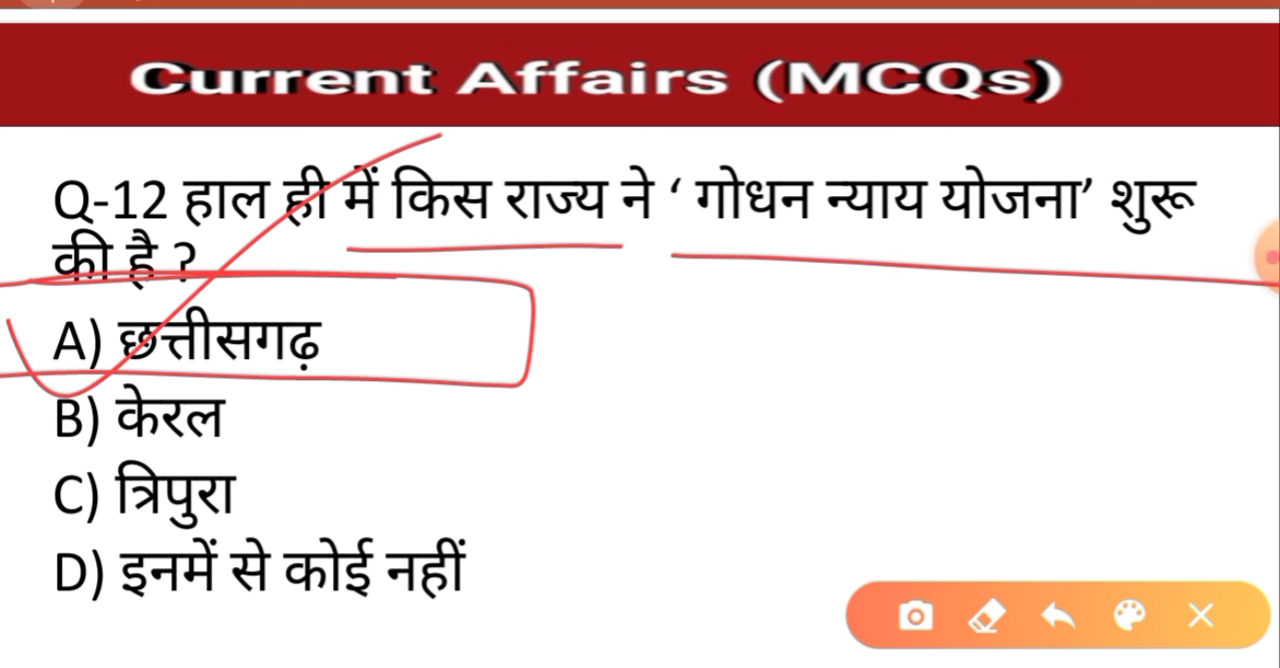 Current Affairs (MCQs)
Q-12 हाल ही में किस राज्य ने ‘ गोधन न्याय योजना’ शुरू
की है ?
A) छत्तीसगढ़
B) केरल
C) त्रिपुरा
D) इनमें से कोई नहीं